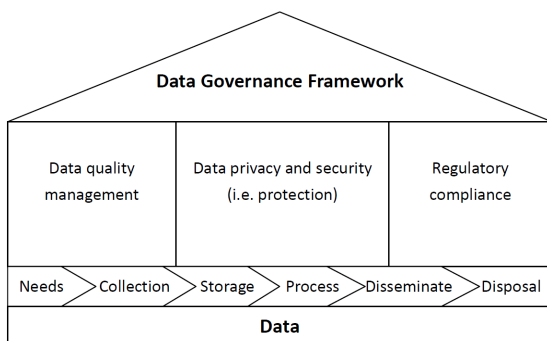 Data Governance Framework
Data quality
management
Data privacy and security
(i.e. protection)
Regulatory
compliance
Needs
Collection
Storage
Process
Disseminate
Disposal
Data